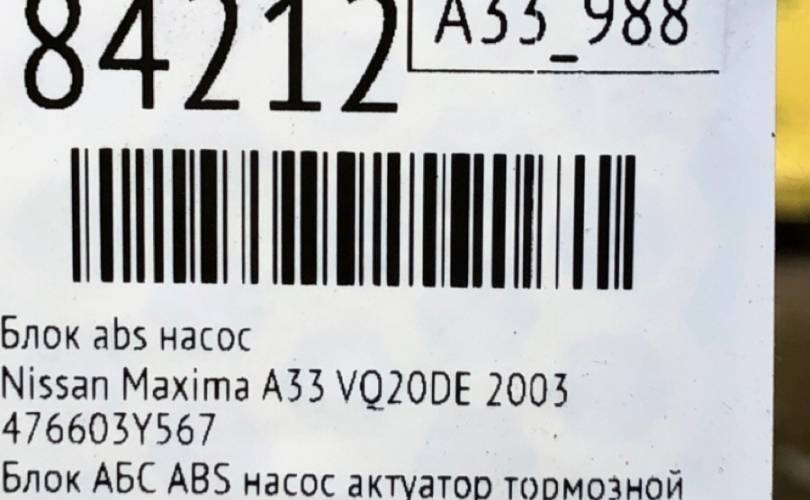 84212
A33_988
Блок abs насос
Nissan Maxima A33 VQ20DE 2003
476603Y567
Блок АБС ABS насос актуатор тормозной